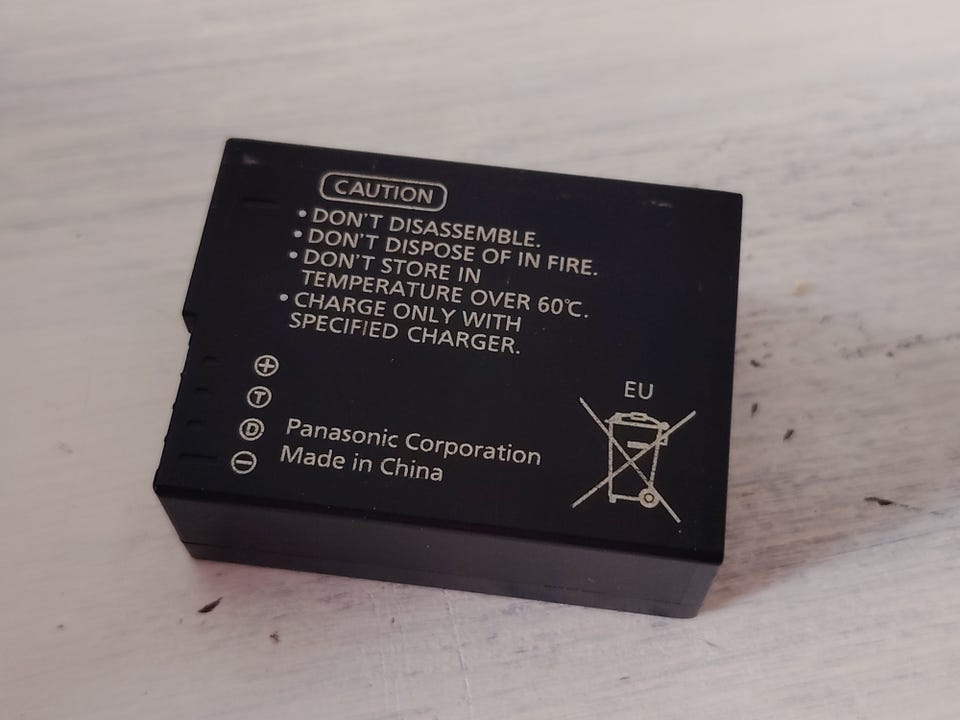 CAUTION
• DON'T DISASSEMBLE.
• DON'T DISPOSE OF IN FIRE.
• DON'T STORE IN
TEMPERATURE OVER 60℃.
• CHARGE ONLY WITH
SPECIFIED CHARGER.
+
T
D
−
Panasonic Corporation
Made in China
EU